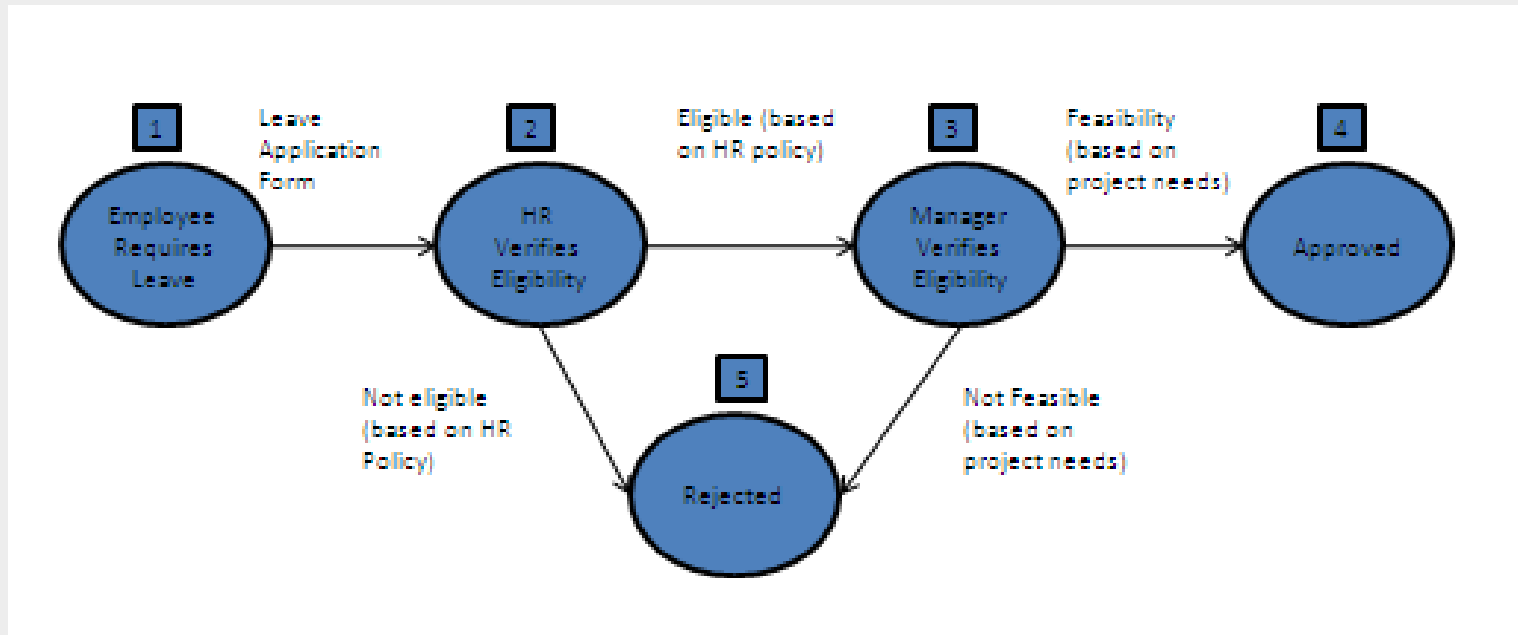 1
Leave
Application
Form
2
Eligible (based
on HR policy)
3
Feasibility
(based on
project needs)
4
Employee
Requires
Leave
HR
Verifies
Eligibility
Manager
Verifies
Eligibility
Approved
Not eligible
(based on HR
Policy)
5
Rejected
Not Feasible
(based on
project needs)